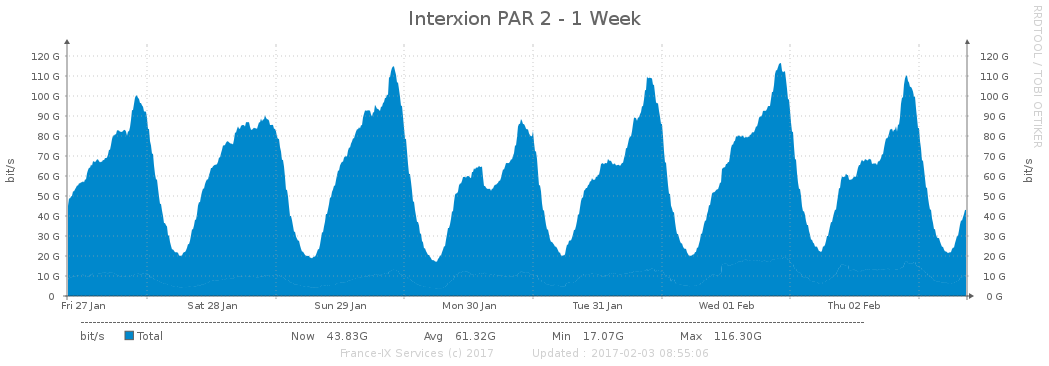 Interxion PAR 2 - 1 Week
RRDTOOL / TOBI OETIKER
bit/s
120 G
110 G
100 G
90 G
80 G
70 G
60 G
50 G
40 G
30 G
20 G
10 G
0
120 G
110 G
100 G
90 G
80 G
70 G
60 G
50 G
40 G
30 G
20 G
10 G
0 G
bit/s
Fri 27 Jan Sat 28 Jan Sun 29 Jan Mon 30 Jan Tue 31 Jan Wed 01 Feb Thu 02 Feb
bit/s Total Now 43.83G Avg 61.32G Min 17.07G Max 116.30G
France-IX Services (c) 2017 Updated : 2017-02-03 08:55:06